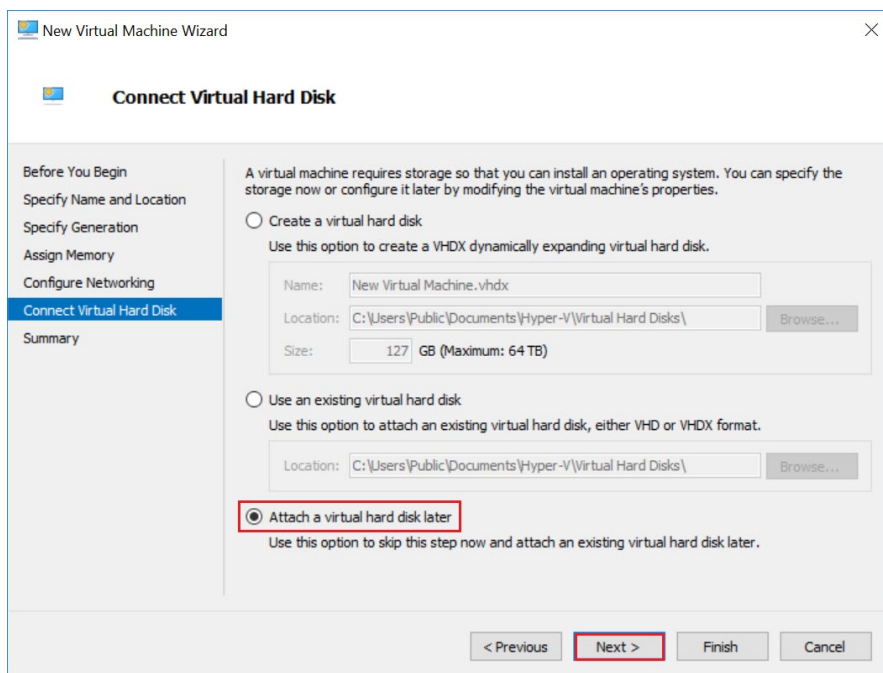 New Virtual Machine Wizard
Connect Virtual Hard Disk
Before You Begin
Specify Name and Location
Specify Generation
Assign Memory
Configure Networking
Connect Virtual Hard Disk
Summary
A virtual machine requires storage so that you can install an operating system. You can specify the
storage now or configure it later by modifying the virtual machine's properties.
Create a virtual hard disk
Use this option to create a VHDX dynamically expanding virtual hard disk.
Name: New Virtual Machine.vhdx
Location: C:\Users\Public\Documents\Hyper-V\Virtual Hard Disks\ Browse...
Size: 127 GB (Maximum: 64 TB)
Use an existing virtual hard disk
Use this option to attach an existing virtual hard disk, either VHD or VHDX format.
Location: C:\Users\Public\Documents\Hyper-V\Virtual Hard Disks\ Browse...
Attach a virtual hard disk later
Use this option to skip this step now and attach an existing virtual hard disk later.
< Previous Next > Finish Cancel